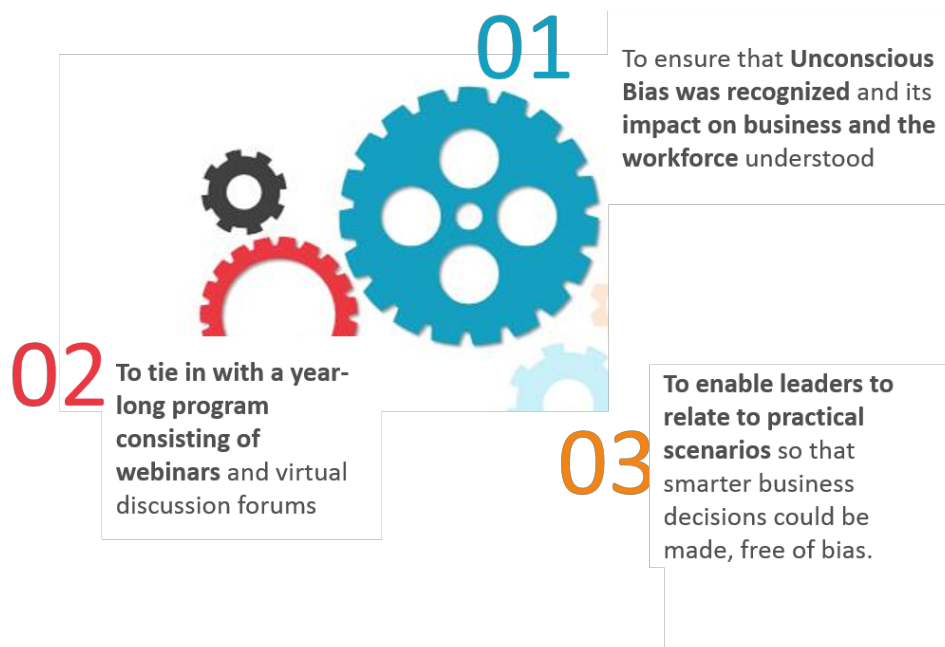 01
To ensure that Unconscious
Bias was recognized and its
impact on business and the
workforce understood
02
To tie in with a year-
long program
consisting of
webinars and virtual
discussion forums
03
To enable leaders to
relate to practical
scenarios so that
smarter business
decisions could be
made, free of bias.